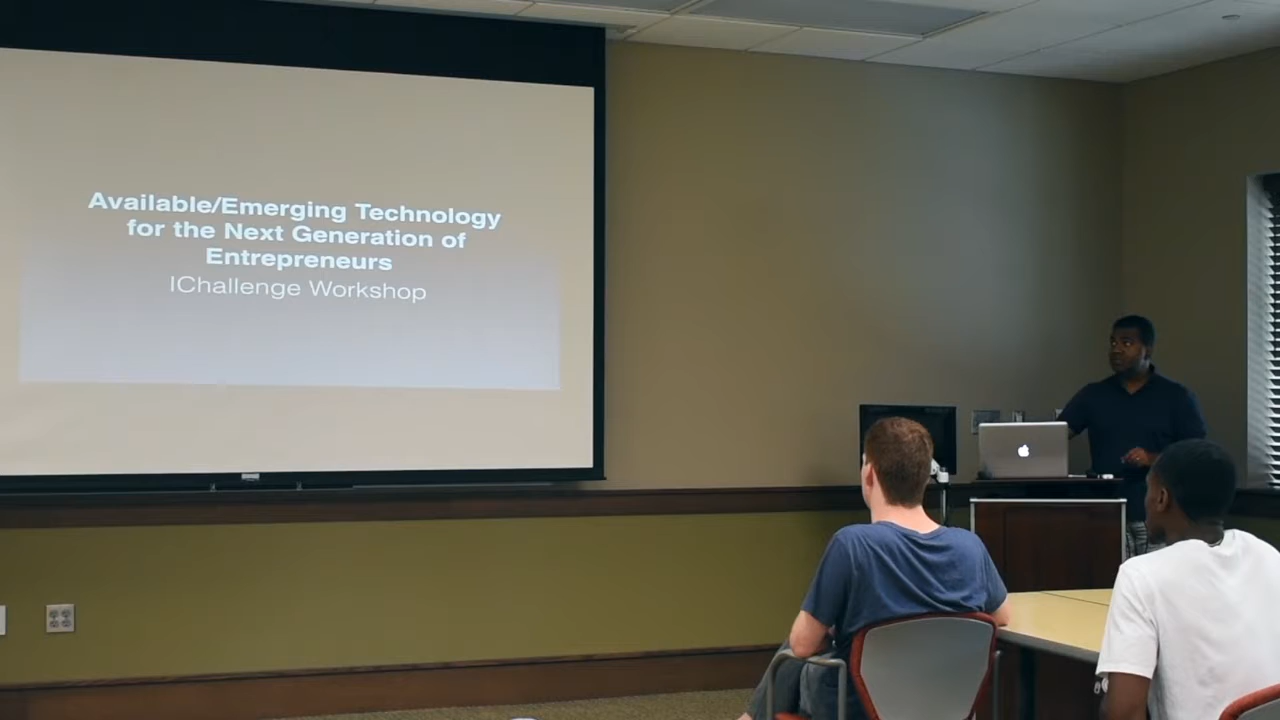 Available/Emerging Technology
for the Next Generation of
Entrepreneurs
IChallenge Workshop